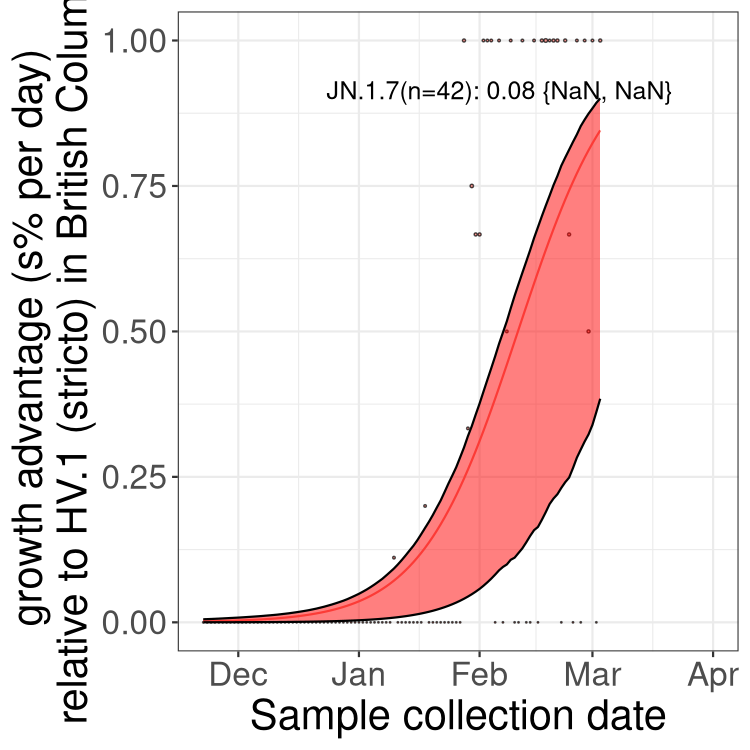 growth advantage (s% per day)
relative to HV.1 (stricto) in British Colum
1.00
0.75
0.50
0.25
0.00
JN.1.7(n=42): 0.08 {NaN, NaN}
Dec Jan Feb Mar Apr
Sample collection date